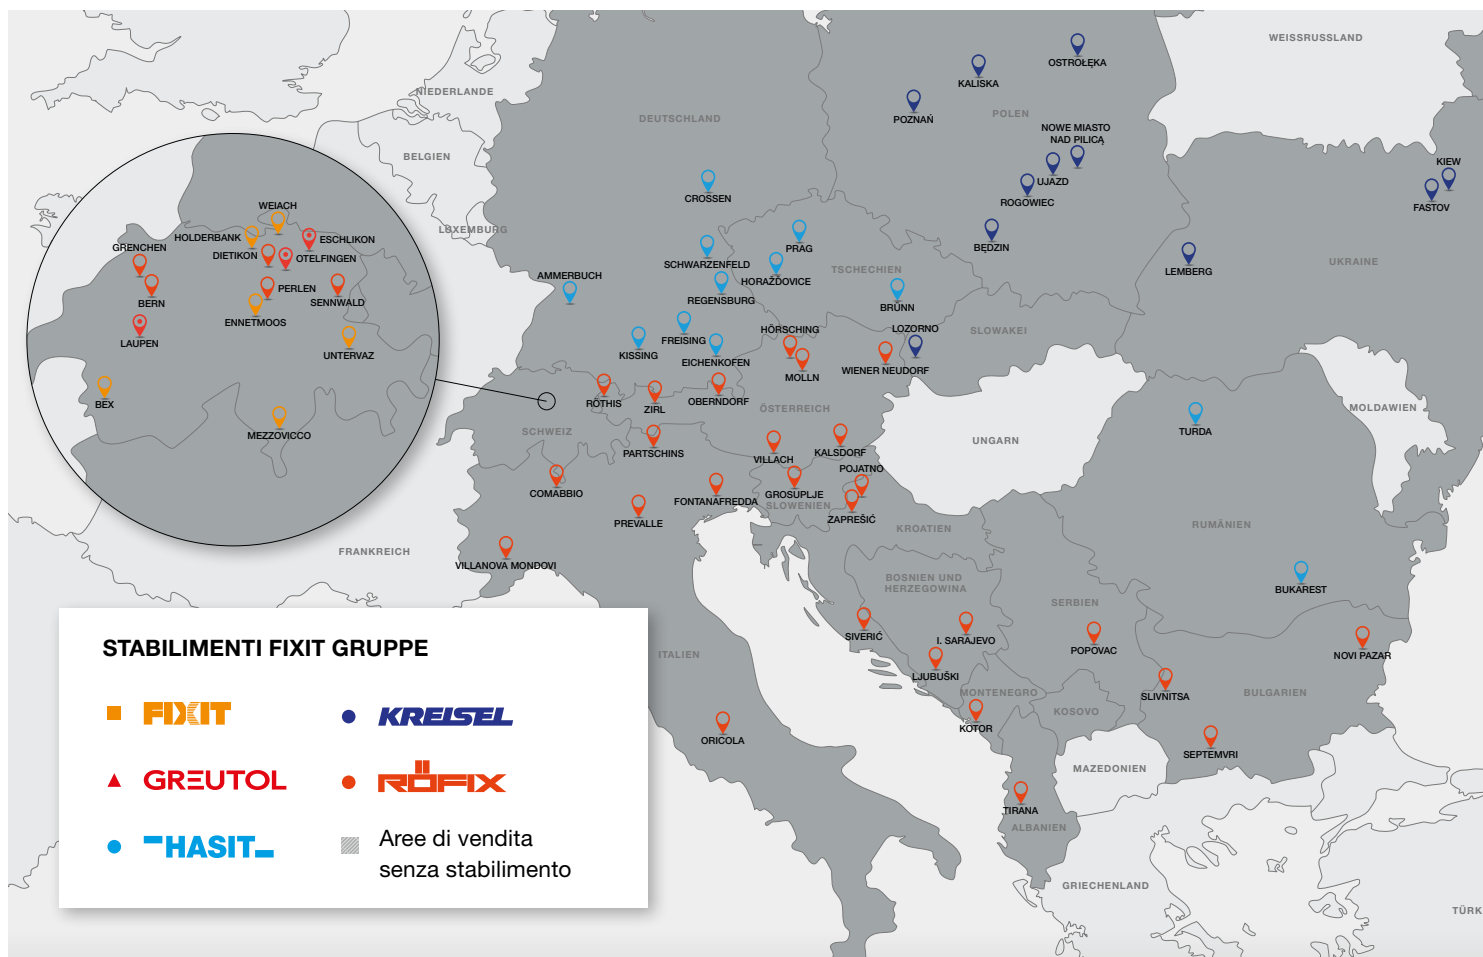 WEISSRUSSLAND
OSTROŁĘKA
KALISKA
NIEDERLANDE
POZNAŃ
POLEN
DEUTSCHLAND
NOWE MIASTO
NAD PILICĄ
BELGIEN
KIEW
UJAZD
CROSSEN
ROGOWIEC
FASTOV
WEIACH
LUXEMBURG
HOLDERBANK
ESCHLIKON
GRENCHEN
DIETIKON
OTELFINGEN
PRAG
BĘDZIN
SCHWARZENFELD
TSCHECHIEN
LEMBERG
UKRAINE
AMMERBUCH
HORAŽĎOVICE
PERLEN
BERN
SENNWALD
REGENSBURG
BRÜNN
ENNETMOOS
HÖRSCHING
LOZORNO
SLOWAKEI
LAUPEN
FREISING
UNTERVAZ
KISSING
EICHENKOFEN
MOLLN
WIENER NEUDORF
BEX
RÖTHIS
ZIRL
OBERNDORF
ÖSTERREICH
MOLDAWIEN
MEZZOVICCO
SCHWEIZ
TURDA
UNGARN
PARTSCHINS
VILLACH
KALSDORF
POJATNO
COMABBIO
FONTANAFREDDA
GROSUPLJE
SLOWENIEN
PREVALLE
ZAPREŠIĆ
KROATIEN
RUMÄNIEN
FRANKREICH
VILLANOVA MONDOVI
BOSNIEN UND
HERZEGOWINA
BUKAREST
SERBIEN
SIVERIĆ
I. SARAJEVO
POPOVAC
NOVI PAZAR
ITALIEN
LJUBUŠKI
MONTENEGRO
SLIVNITSA
BULGARIEN
KOSOVO
KOTOR
ORICOLA
SEPTEMVRI
MAZEDONIEN
TIRANA
ALBANIEN
GRIECHENLAND
TÜRK
STABILIMENTI FIXIT GRUPPE
FIXIT
KREISEL
GREUTOL
RÖFIX
HASIT
Aree di vendita
senza stabilimento